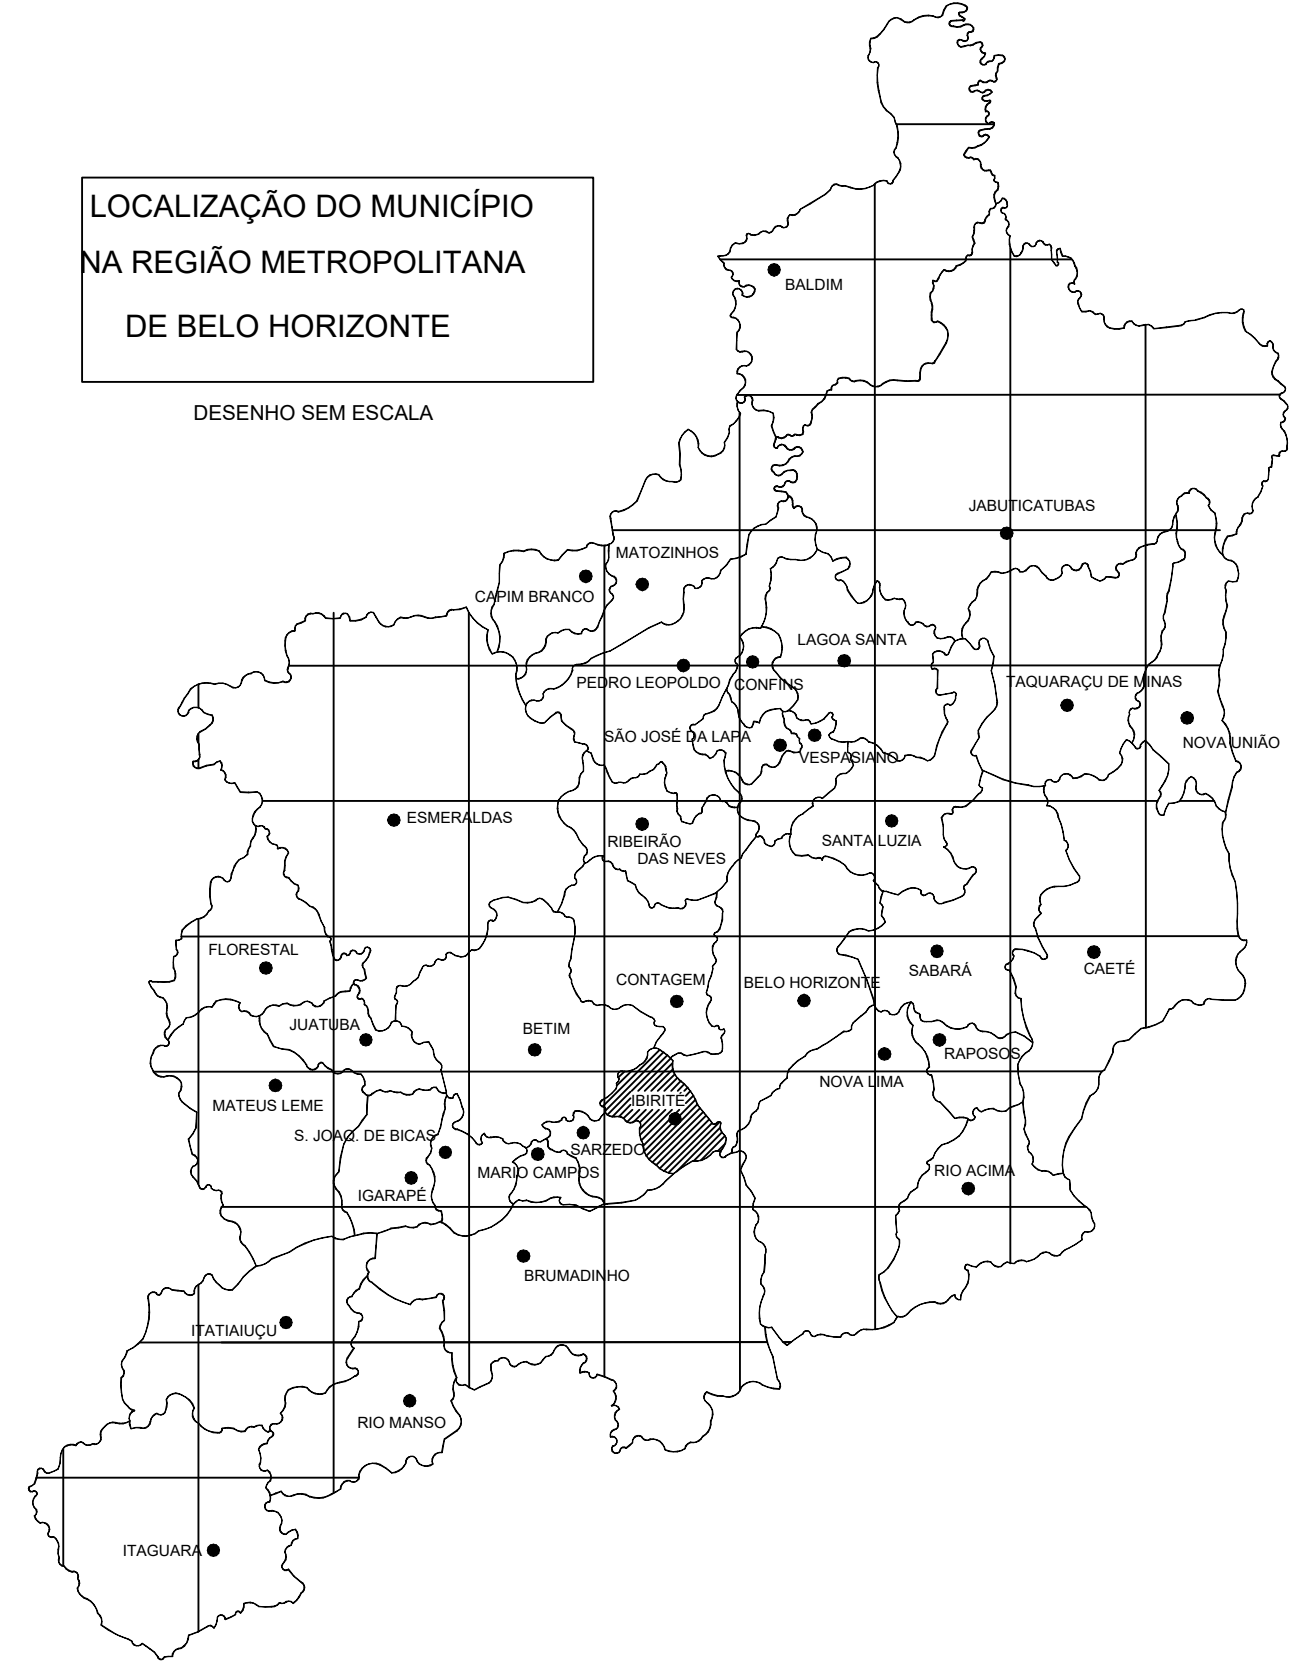 LOCALIZAÇÃO DO MUNICÍPIO
NA REGIÃO METROPOLITANA
DE BELO HORIZONTE
DESENHO SEM ESCALA
BALDIM
JABUTICATUBAS
MATOZINHOS
CAPIM BRANCO
LAGOA SANTA
PEDRO LEOPOLDO
CONFINS
TAQUARAÇU DE MINAS
SÃO JOSÉ DA LAPA
NOVA UNIÃO
VESPASIANO
ESMERALDAS
RIBEIRÃO
DAS NEVES
SANTA LUZIA
FLORESTAL
CONTAGEM
BELO HORIZONTE
SABARÁ
CAETÉ
JUATUBA
BETIM
RAPOSOS
NOVA LIMA
MATEUS LEME
IBIRITÉ
S. JOAQ. DE BICAS
SARZEDO
MARIO CAMPOS
RIO ACIMA
IGARAPÉ
BRUMADINHO
ITATIAIUÇU
RIO MANSO
ITAGUARA